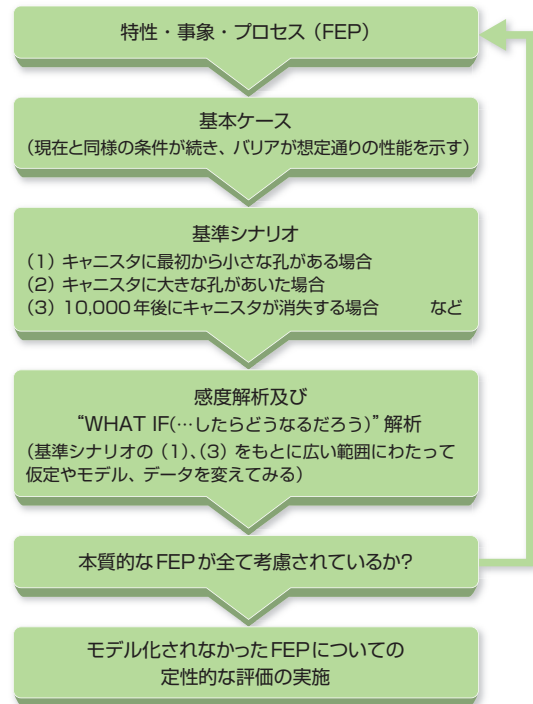 特性・事象・プロセス（FEP）
基本ケース
（現在と同様の条件が続き、バリアが想定通りの性能を示す）
基準シナリオ
（1）キャニスタに最初から小さな孔がある場合
（2）キャニスタに大きな孔があいた場合
（3）10,000年後にキャニスタが消失する場合　　など
感度解析及び
“WHAT IF(…したらどうなるだろう)” 解析
（基準シナリオの（1）、（3）をもとに広い範囲にわたって
仮定やモデル、データを変えてみる）
本質的なFEPが全て考慮されているか?
モデル化されなかったFEPについての
定性的な評価の実施